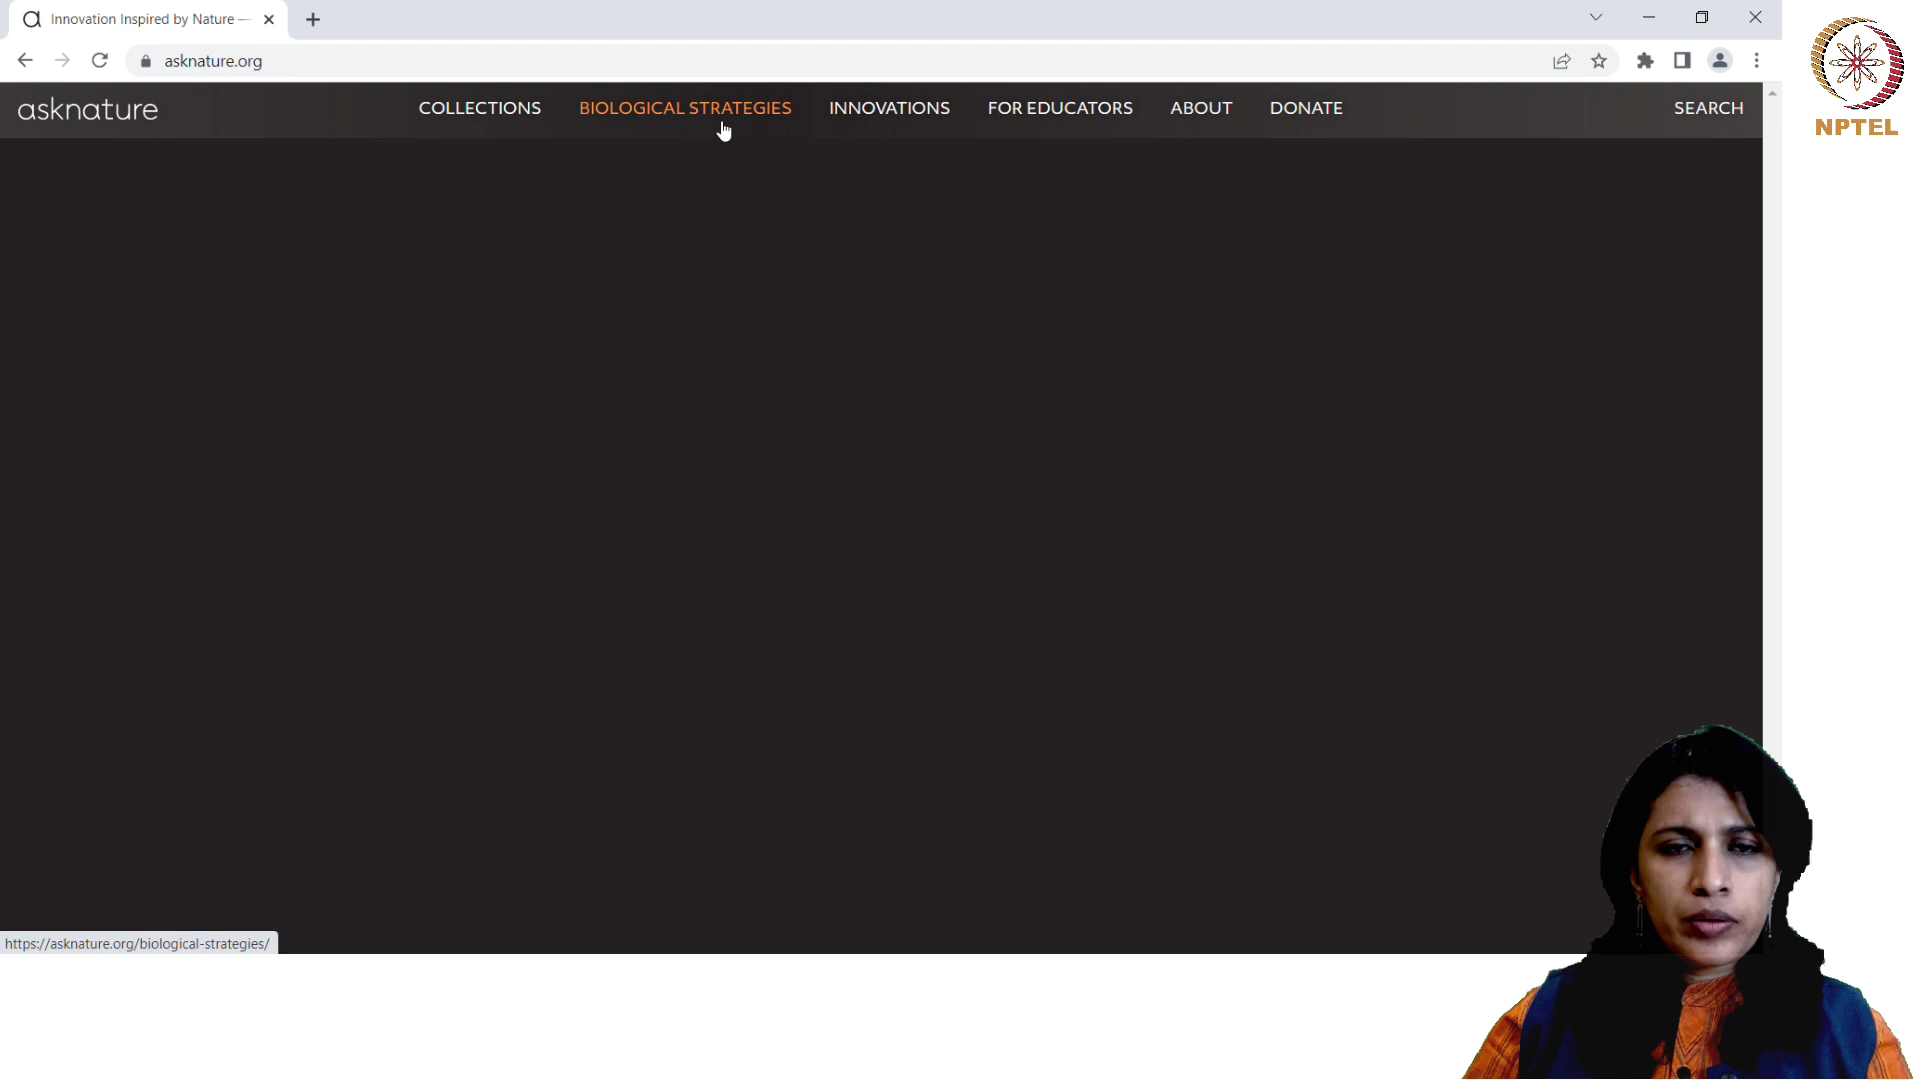 Innovation Inspired by Nature —
asknature.org
asknature
COLLECTIONS
BIOLOGICAL STRATEGIES
INNOVATIONS
FOR EDUCATORS
ABOUT
DONATE
SEARCH
NPTEL
https://asknature.org/biological-strategies/